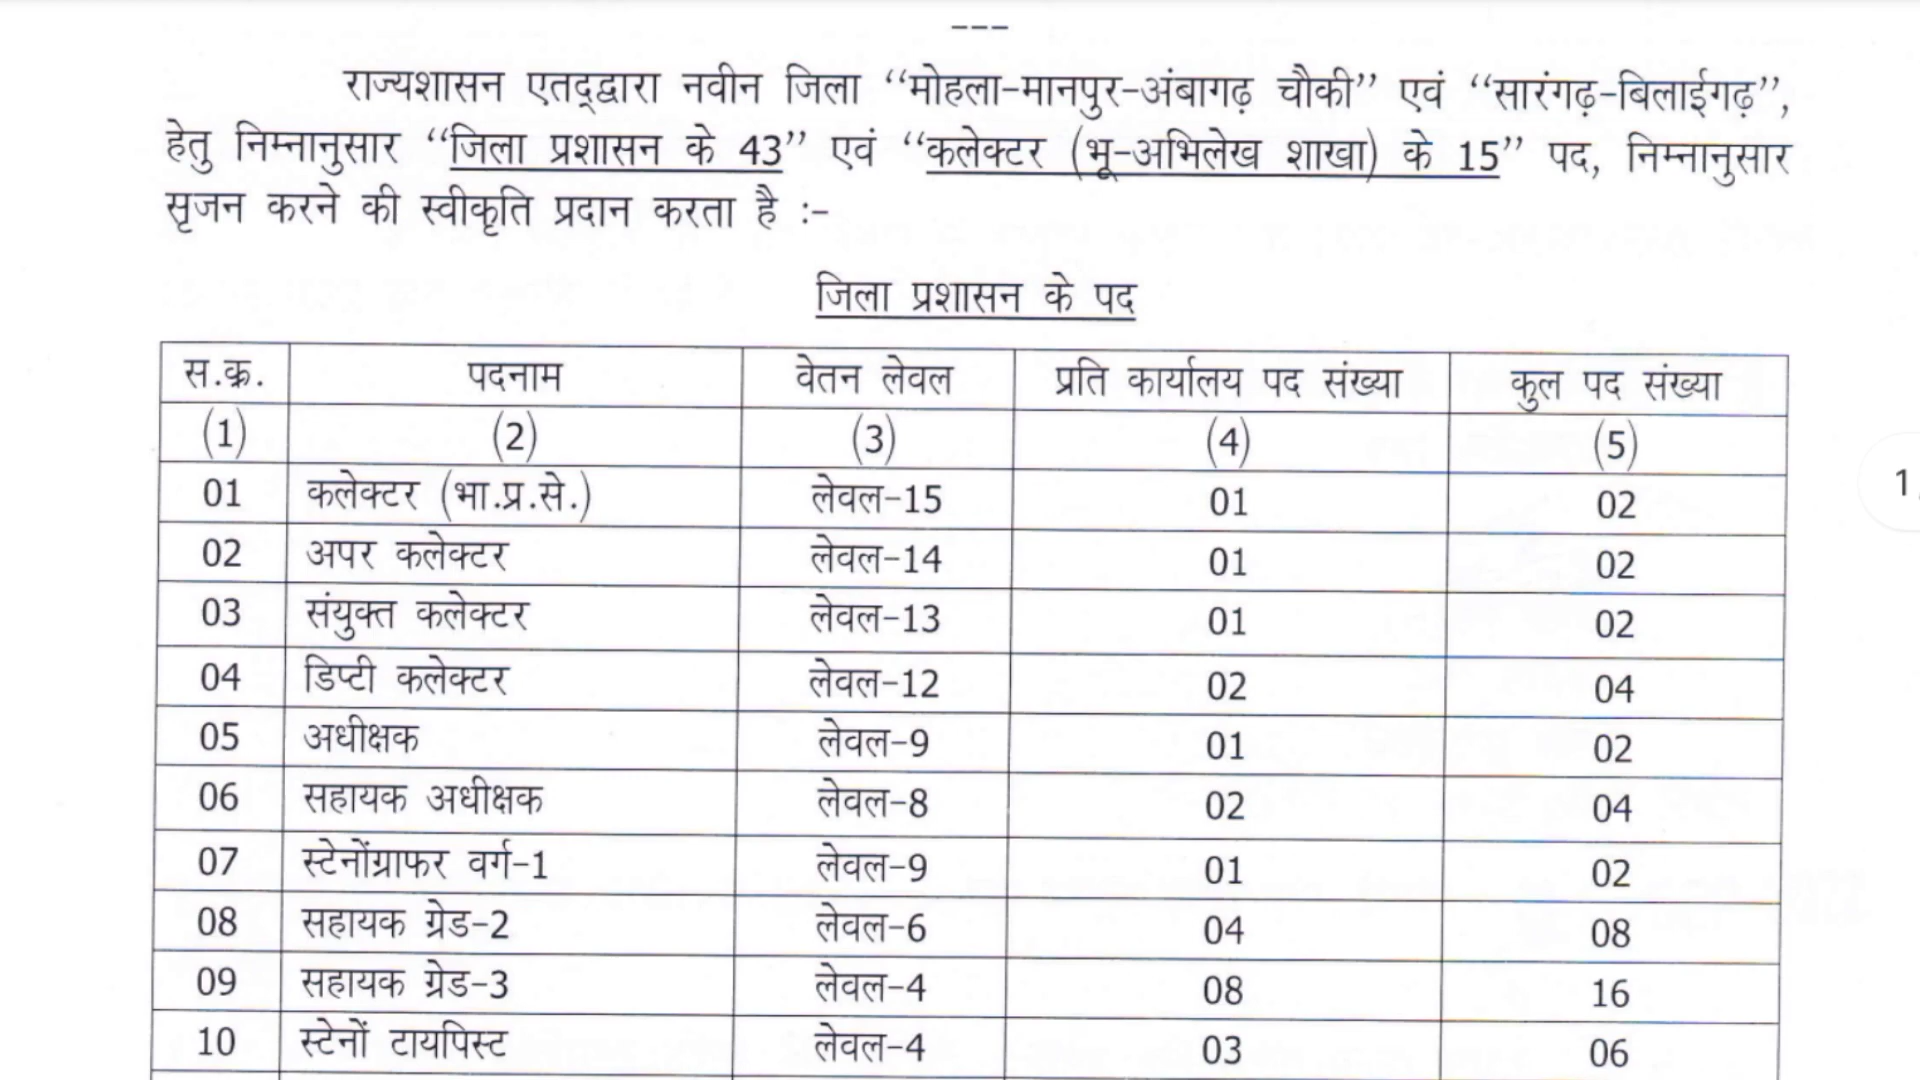 ---
राज्यशासन एतद्द्वारा नवीन जिला “मोहला-मानपुर-अंबागढ़ चौकी” एवं “सारंगढ़-बिलाईगढ़”,
हेतु निम्नानुसार “जिला प्रशासन के 43” एवं “कलेक्टर (भू-अभिलेख शाखा) के 15” पद, निम्नानुसार
सृजन करने की स्वीकृति प्रदान करता है :-
जिला प्रशासन के पद
स.क्र. पदनाम वेतन लेवल प्रति कार्यालय पद संख्या कुल पद संख्या
(1) (2) (3) (4) (5)
01 कलेक्टर (भा.प्र.से.) लेवल-15 01 02
02 अपर कलेक्टर लेवल-14 01 02
03 संयुक्त कलेक्टर लेवल-13 01 02
04 डिप्टी कलेक्टर लेवल-12 02 04
05 अधीक्षक लेवल-9 01 02
06 सहायक अधीक्षक लेवल-8 02 04
07 स्टेनोंग्राफर वर्ग-1 लेवल-9 01 02
08 सहायक ग्रेड-2 लेवल-6 04 08
09 सहायक ग्रेड-3 लेवल-4 08 16
10 स्टेनों टायपिस्ट लेवल-4 03 06